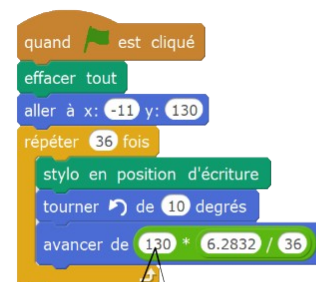 quand est cliqué
effacer tout
aller à x: -11 y: 130
répéter 36 fois
stylo en position d'écriture
tourner de 10 degrés
avancer de 130 * 6.2832 / 36